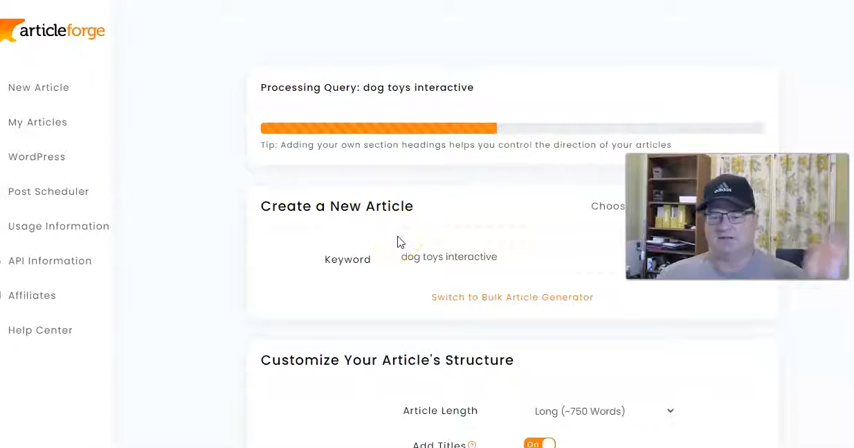 articleforge
New Article
My Articles
WordPress
Post Scheduler
Usage Information
API Information
Affiliates
Help Center
Processing Query: dog toys interactive
Tip: Adding your own section headings helps you control the direction of your articles
Create a New Article
Choos
Keyword
dog toys interactive
Switch to Bulk Article Generator
Customize Your Article's Structure
Article Length
Long (~750 Words)
Add Titles
On
adidas